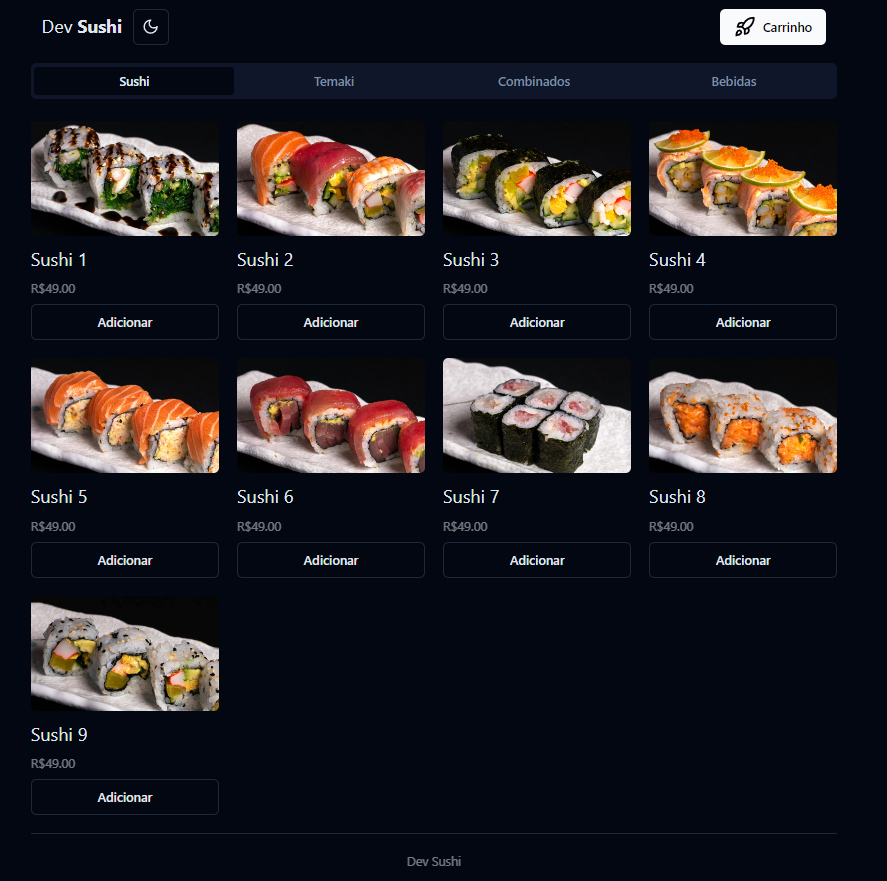 Dev Sushi
Carrinho
Sushi Temaki Combinados Bebidas
Sushi 1 Sushi 2 Sushi 3 Sushi 4
R$49.00 R$49.00 R$49.00 R$49.00
Adicionar Adicionar Adicionar Adicionar
Sushi 5 Sushi 6 Sushi 7 Sushi 8
R$49.00 R$49.00 R$49.00 R$49.00
Adicionar Adicionar Adicionar Adicionar
Sushi 9
R$49.00
Adicionar
Dev Sushi